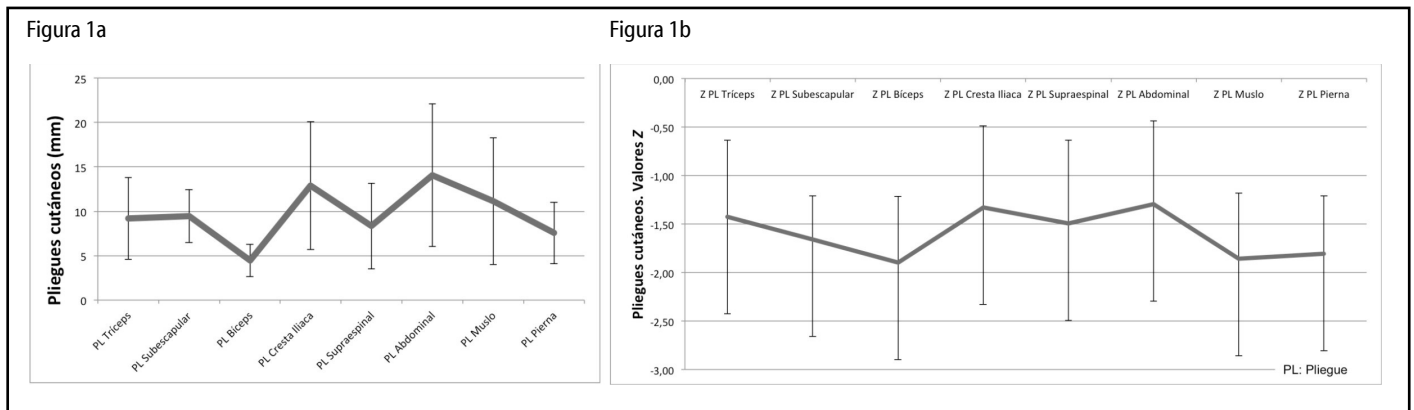 Figura 1a
Pliegues cutáneos (mm)
25
20
15
10
5
0
PL Tríceps
PL Subescapular
PL Bíceps
PL Cresta Iliaca
PL Supraespinal
PL Abdominal
PL Muslo
PL Pierna
Figura 1b
Pliegues cutáneos. Valores Z
0,00
-0,50
-1,00
-1,50
-2,00
-2,50
-3,00
Z PL Tríceps
Z PL Subescapular
Z PL Bíceps
Z PL Cresta Iliaca
Z PL Supraespinal
Z PL Abdominal
Z PL Muslo
Z PL Pierna
PL: Pliegue